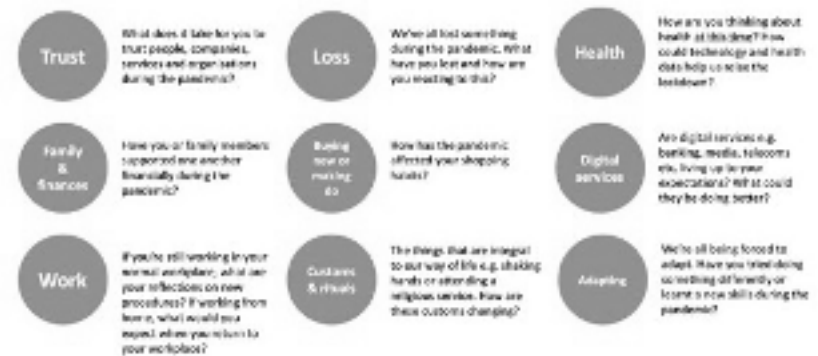 Trust
What does it take for you to
trust people, companies,
services and organisations
during the pandemic?
Loss
We've all lost something
during the pandemic. What
have you lost and how are
you reacting to this?
Health
How are you thinking about
health at this time? How
could technology and health
data help us relax the
lockdown?
Family
&
finances
Have you or family members
supported one another
financially during the
pandemic?
Buying
new or
making
do
How has the pandemic
affected your shopping
habits?
Digital
services
Are digital services e.g.
banking, media, telecoms
etc, living up to your
expectations? What could
they be doing better?
Work
If you're still working in your
normal workplace, what are
your reflections on new
procedures? If working from
home, what would you
expect when you return to
your workplace?
Customs
& rituals
The things that are integral
to our way of life e.g. shaking
hands or attending a
religious service. How are
these customs changing?
Adapting
We're all being forced to
adapt. Have you tried doing
something differently or
learnt a new skills during the
pandemic?